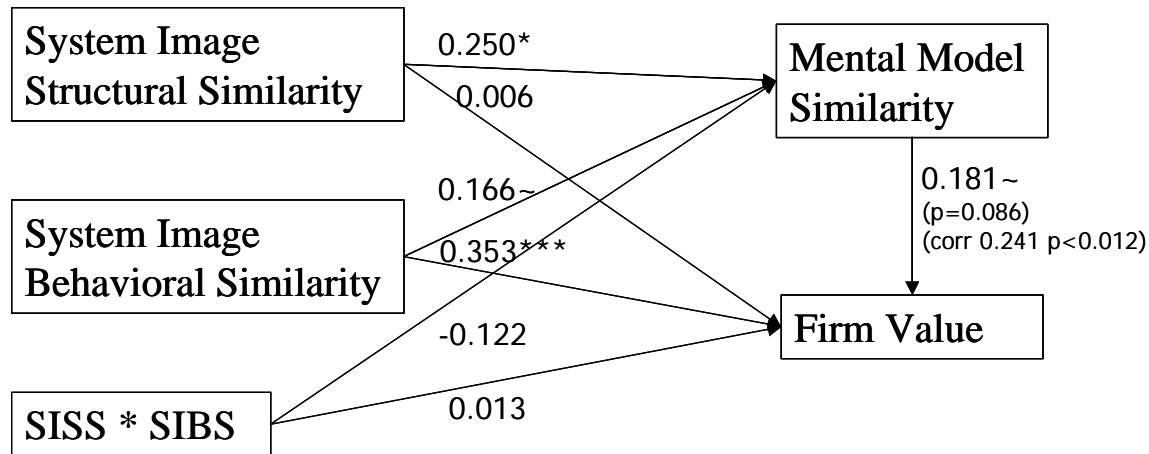 System Image
Structural Similarity
0.250*
0.006
Mental Model
Similarity
0.166~
0.181~
(p=0.086)
(corr 0.241 p<0.012)
System Image
Behavioral Similarity
0.353***
-0.122
Firm Value
SISS * SIBS
0.013